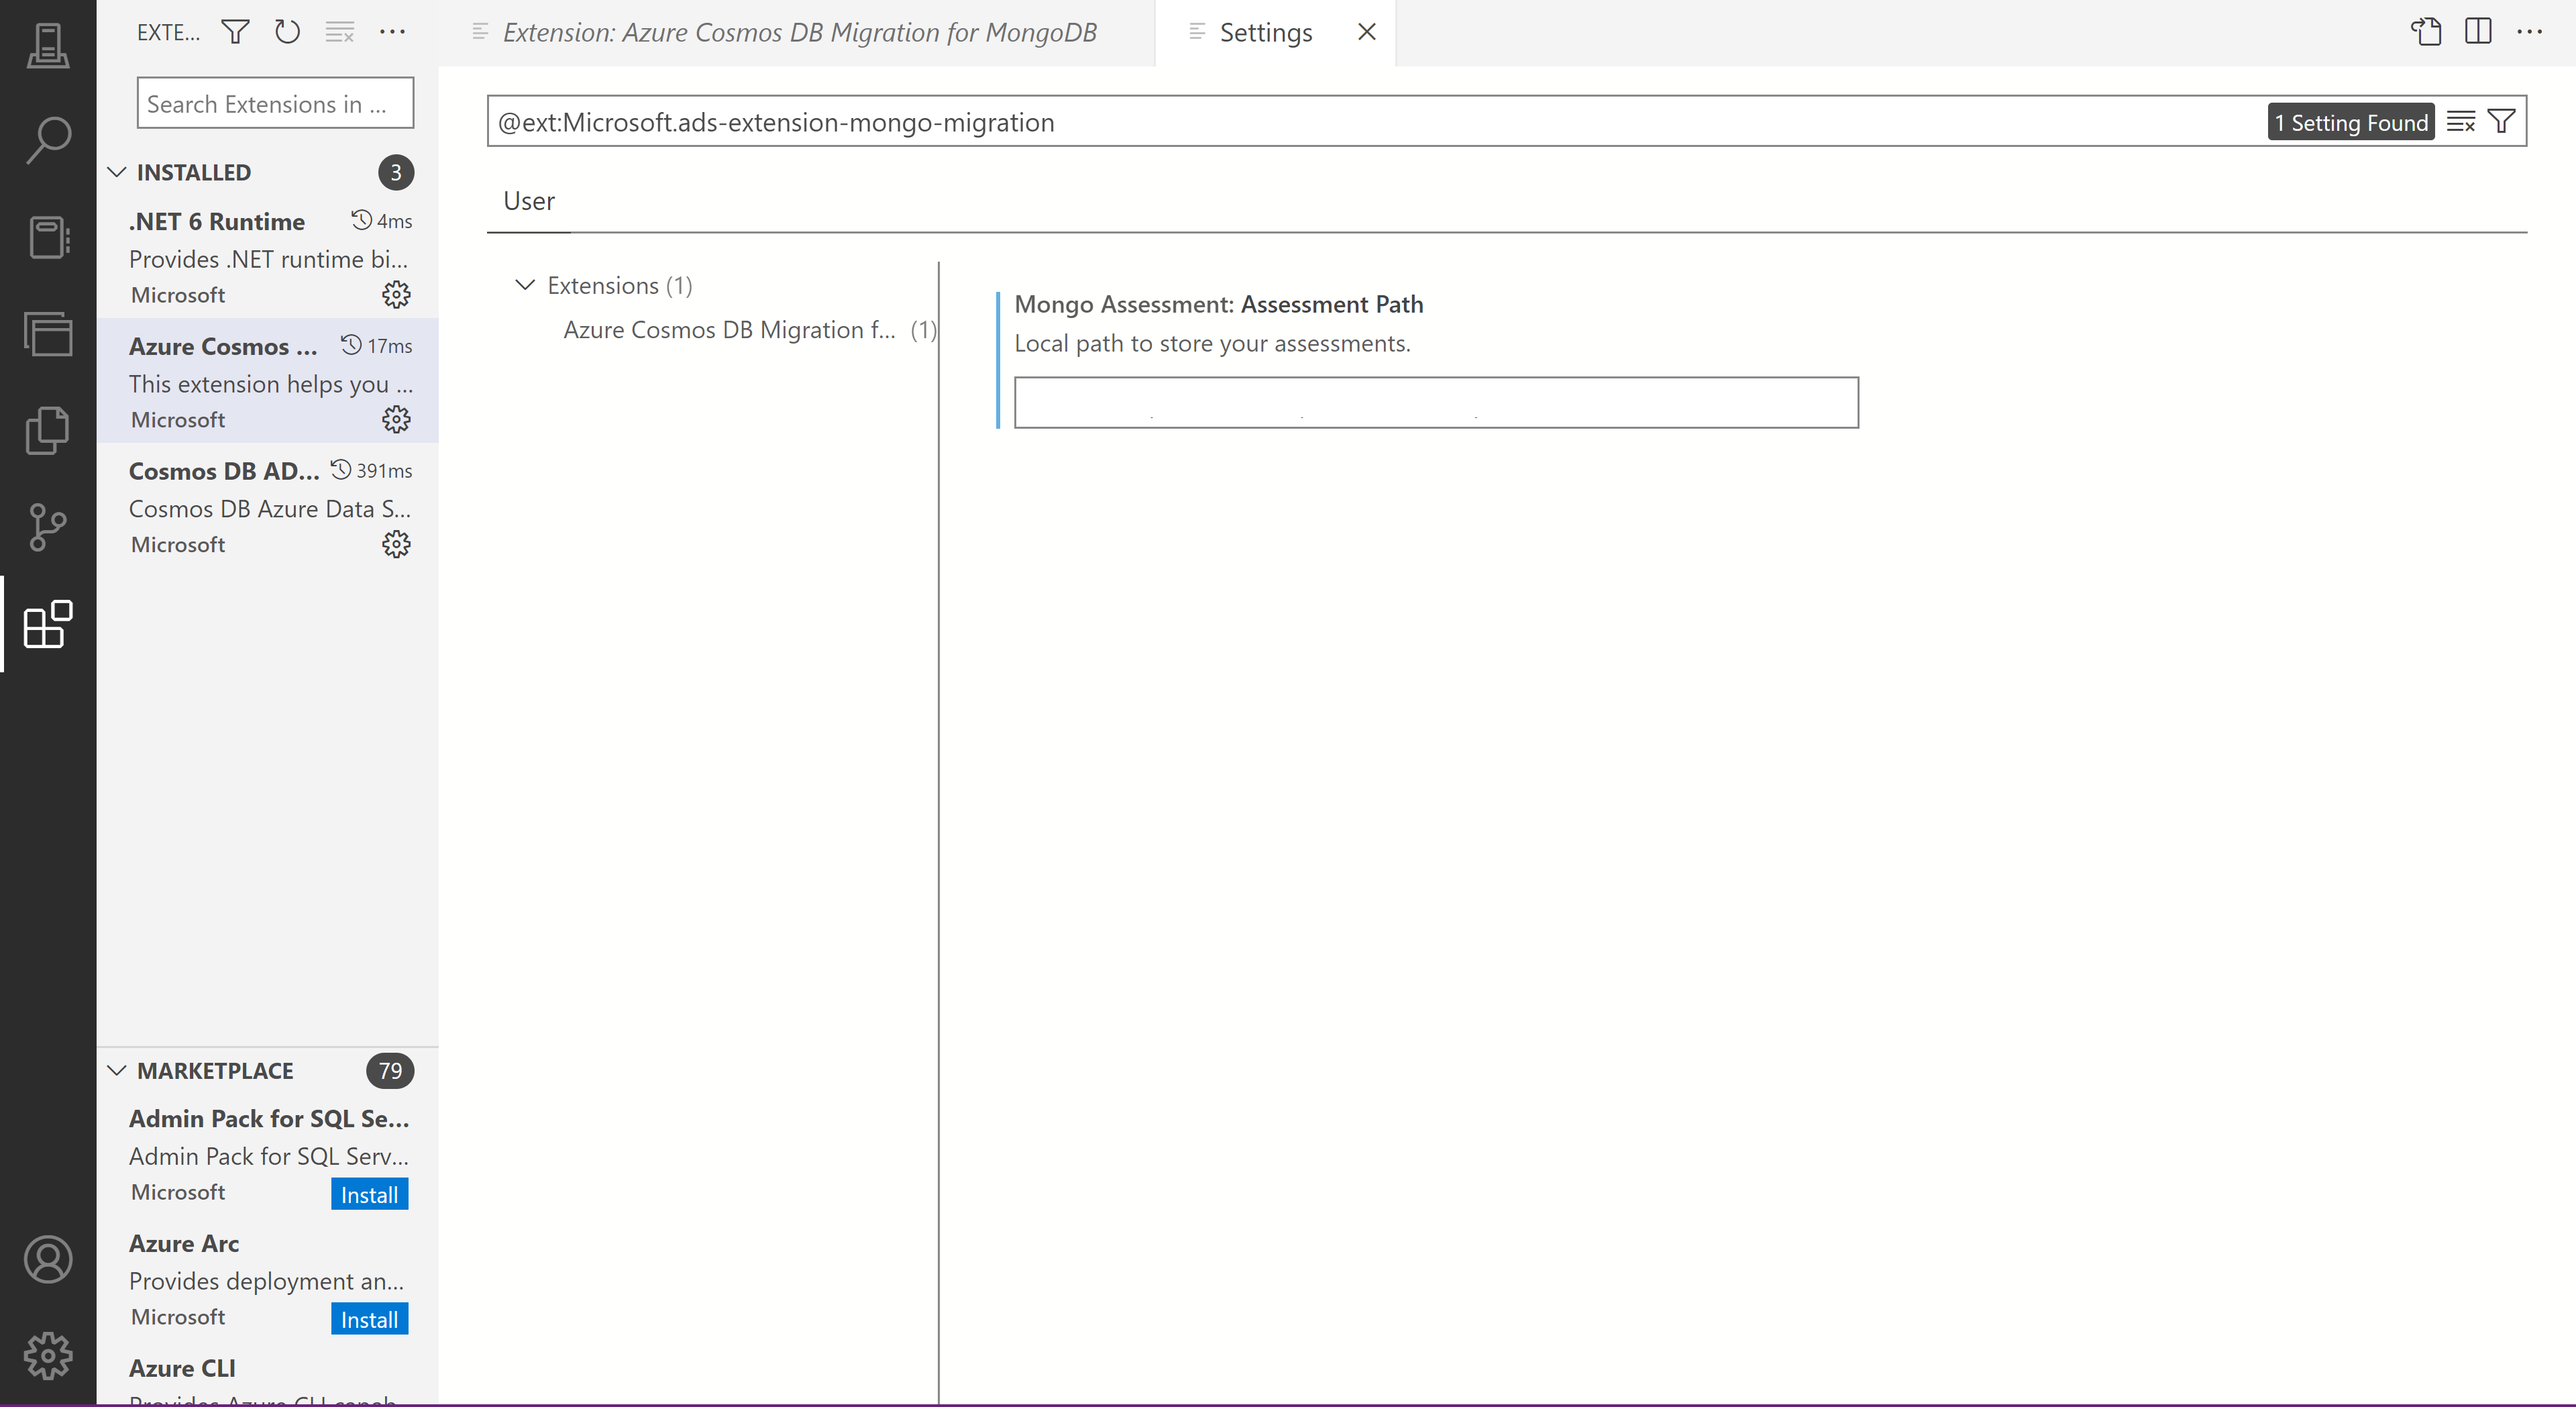 EXTE...
Search Extensions in ...
INSTALLED 3
.NET 6 Runtime 4ms
Provides .NET runtime bi...
Microsoft
Azure Cosmos ... 17ms
This extension helps you ...
Microsoft
Cosmos DB AD... 391ms
Cosmos DB Azure Data S...
Microsoft
MARKETPLACE 79
Admin Pack for SQL Se...
Admin Pack for SQL Serv...
Microsoft Install
Azure Arc
Provides deployment an...
Microsoft Install
Azure CLI
Provides Azure CLI capab
Extension: Azure Cosmos DB Migration for MongoDB
Settings
@ext:Microsoft.ads-extension-mongo-migration
1 Setting Found
User
Extensions (1)
Azure Cosmos DB Migration f... (1)
Mongo Assessment: Assessment Path
Local path to store your assessments.